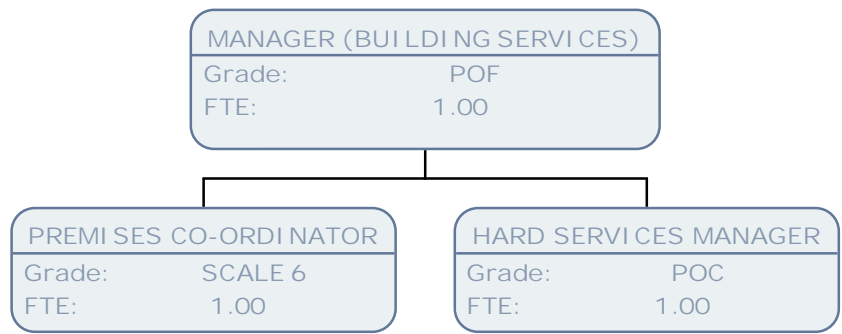 MANAGER (BUILDING SERVICES)
Grade: POF
FTE: 1.00
PREMISES CO-ORDINATOR
Grade: SCALE 6
FTE: 1.00
HARD SERVICES MANAGER
Grade: POC
FTE: 1.00